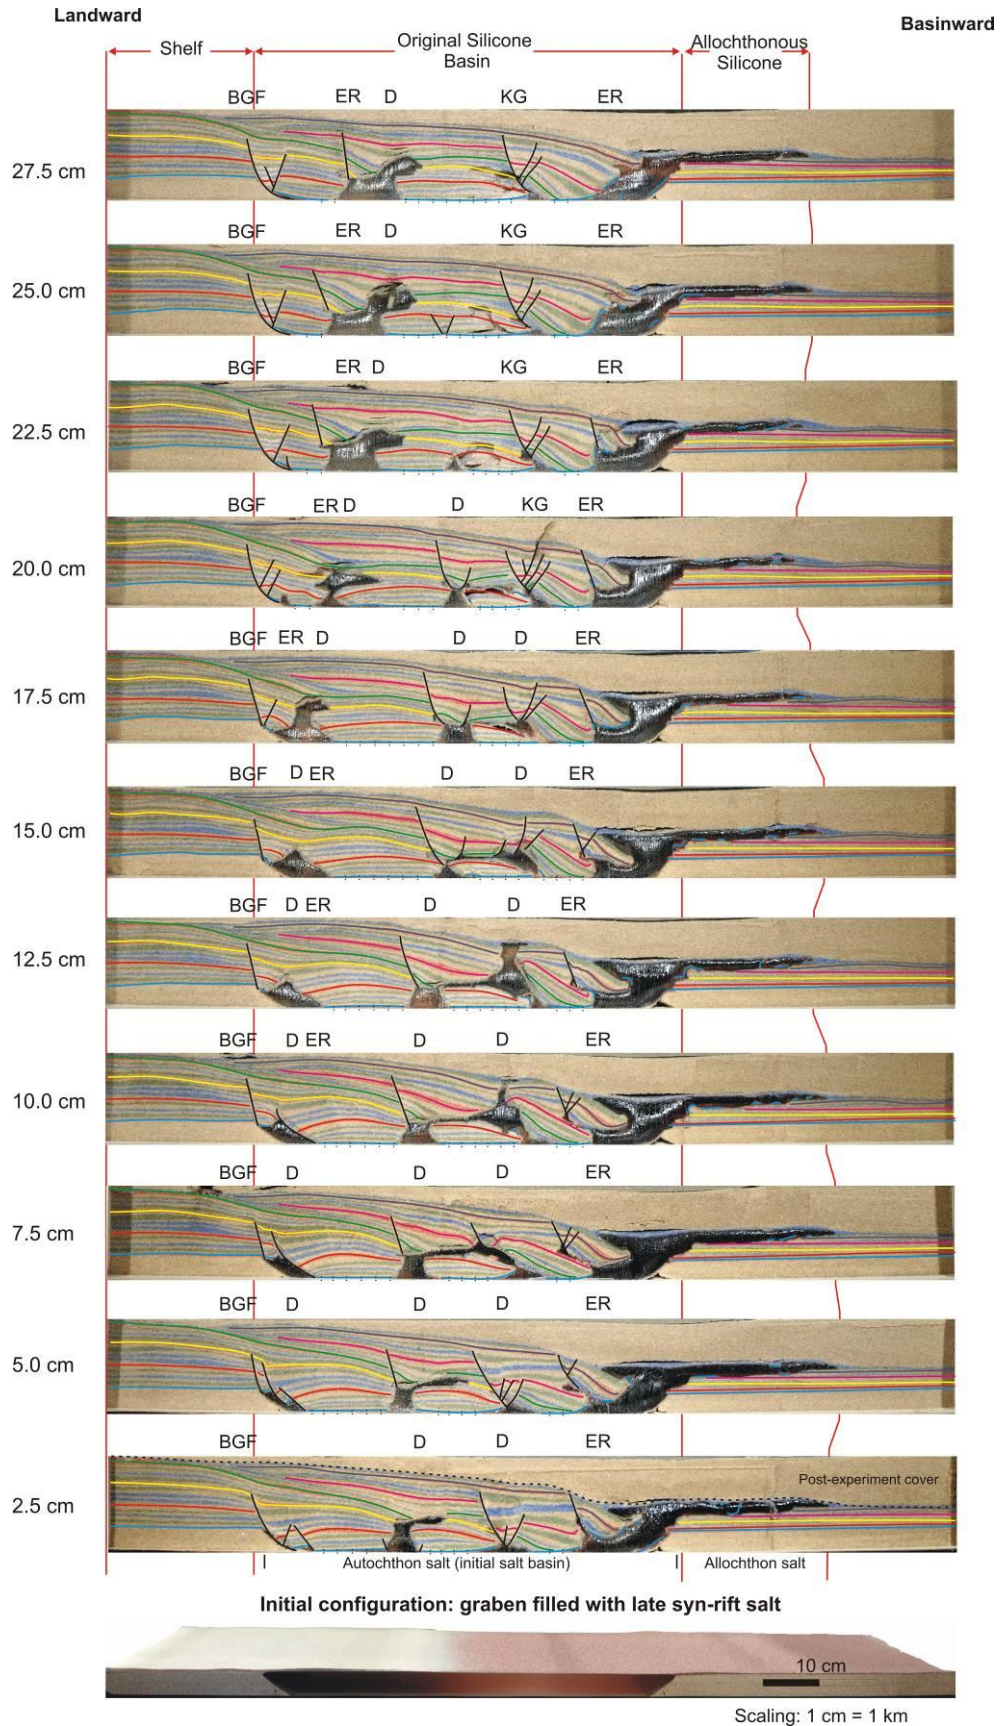 Landward
Basinward
Shelf
Original Silicone
Basin
Allochthonous
Silicone
BGF ER D KG ER
27.5 cm
BGF ER D KG ER
25.0 cm
BGF ER D KG ER
22.5 cm
BGF ER D D KG ER
20.0 cm
BGF ER D D D ER
17.5 cm
BGF D ER D D ER
15.0 cm
BGF D ER D D ER
12.5 cm
BGF D ER D D ER
10.0 cm
BGF D D D ER
7.5 cm
BGF D D D ER
5.0 cm
BGF D D ER
Post-experiment cover
2.5 cm
Autochthon salt (initial salt basin)
Allochthon salt
Initial configuration: graben filled with late syn-rift salt
10 cm
Scaling: 1 cm = 1 km